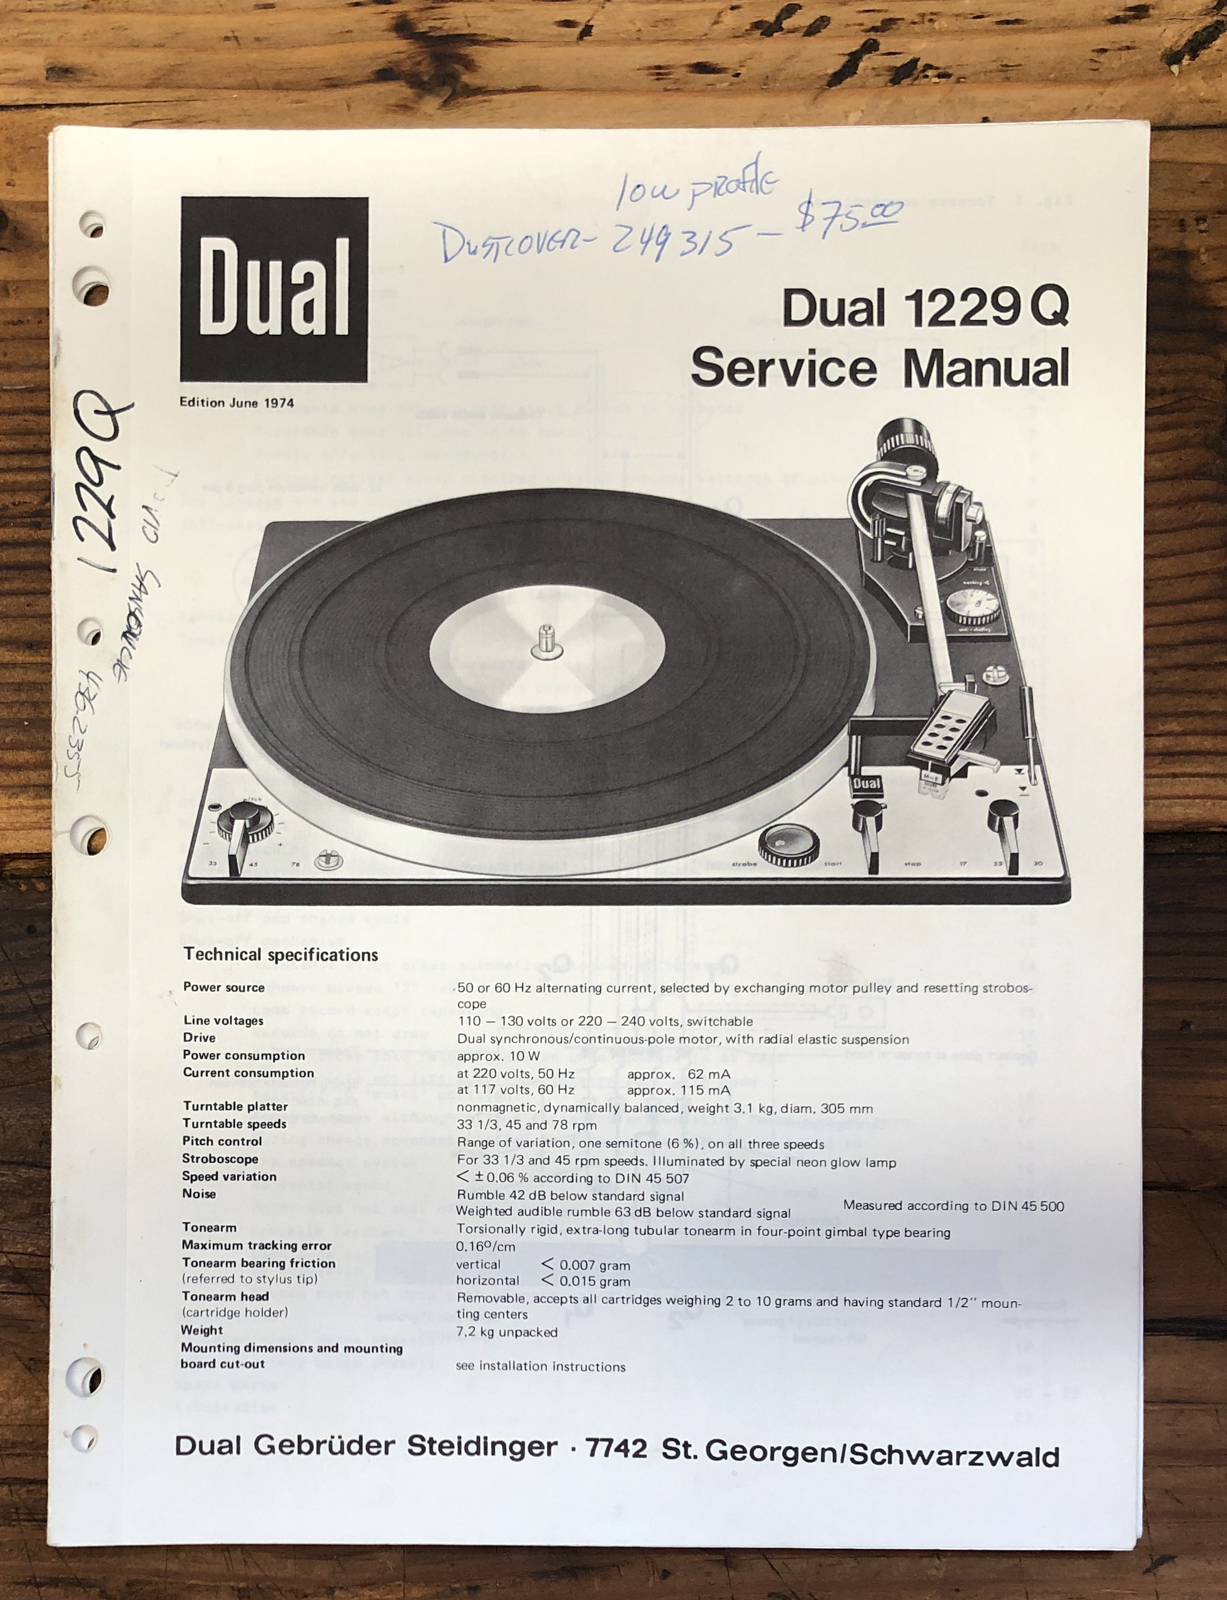 low profile
Dustcover- 249315 - $75.00
Dual
Dual 1229 Q
Service Manual
Edition June 1974
1229Q
pitch
33 45 78
Dual
strobe start stop 17 25 30
Technical specifications
Power source 50 or 60 Hz alternating current, selected by exchanging motor pulley and resetting strobos-
cope
Line voltages 110 – 130 volts or 220 – 240 volts, switchable
Drive Dual synchronous/continuous-pole motor, with radial elastic suspension
Power consumption approx. 10 W
Current consumption at 220 volts, 50 Hz approx. 62 mA
at 117 volts, 60 Hz approx. 115 mA
Turntable platter nonmagnetic, dynamically balanced, weight 3.1 kg, diam. 305 mm
Turntable speeds 33 1/3, 45 and 78 rpm
Pitch control Range of variation, one semitone (6 %), on all three speeds
Stroboscope For 33 1/3 and 45 rpm speeds. Illuminated by special neon glow lamp
Speed variation < ± 0.06 % according to DIN 45 507
Noise Rumble 42 dB below standard signal
Weighted audible rumble 63 dB below standard signal Measured according to DIN 45 500
Tonearm Torsionally rigid, extra-long tubular tonearm in four-point gimbal type bearing
Maximum tracking error 0.16º/cm
Tonearm bearing friction vertical < 0.007 gram
(referred to stylus tip) horizontal < 0.015 gram
Tonearm head Removable, accepts all cartridges weighing 2 to 10 grams and having standard 1/2" moun-
(cartridge holder) ting centers
Weight 7.2 kg unpacked
Mounting dimensions and mounting
board cut-out see installation instructions
Dual Gebrüder Steidinger · 7742 St. Georgen/Schwarzwald